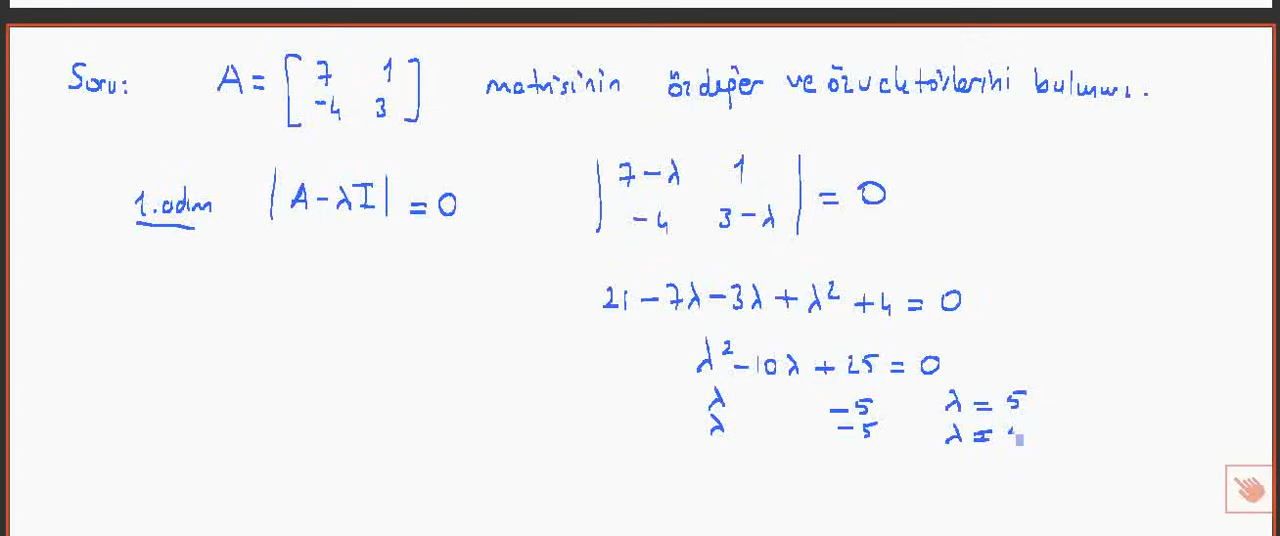 Soru: A = [ 7 1 matrisinin özdeğer ve özvektörlerini bulunuz.
-4 3 ]
1. adım |A - λI| = 0 | 7 - λ 1 | = 0
| -4 3 - λ |
21 - 7λ - 3λ + λ² + 4 = 0
λ² - 10λ + 25 = 0
λ -5 λ = 5
λ -5 λ =